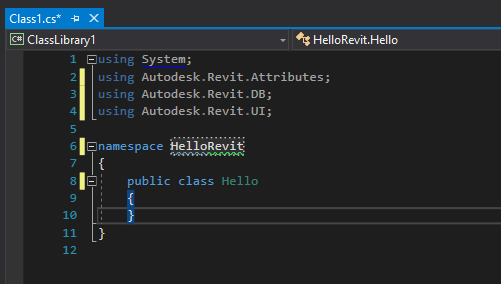 Class1.cs*
C# ClassLibrary1 HelloRevit.Hello
1 using System;
2 using Autodesk.Revit.Attributes;
3 using Autodesk.Revit.DB;
4 using Autodesk.Revit.UI;
5
6 namespace HelloRevit
7 {
8 public class Hello
9 {
10 }
11 }
12